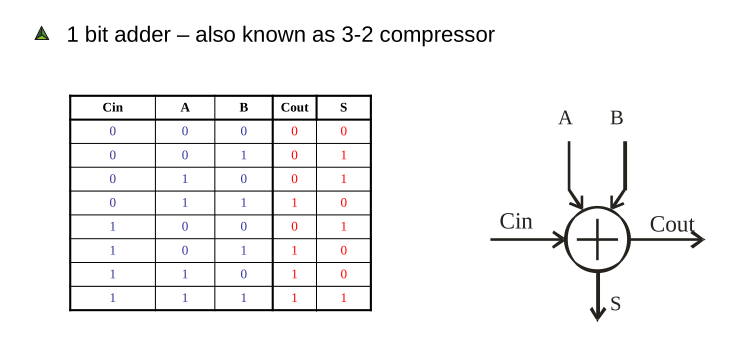 1 bit adder – also known as 3-2 compressor
Cin A B Cout S
0 0 0 0 0
0 0 1 0 1
0 1 0 0 1
0 1 1 1 0
1 0 0 0 1
1 0 1 1 0
1 1 0 1 0
1 1 1 1 1
A B
Cin Cout
S